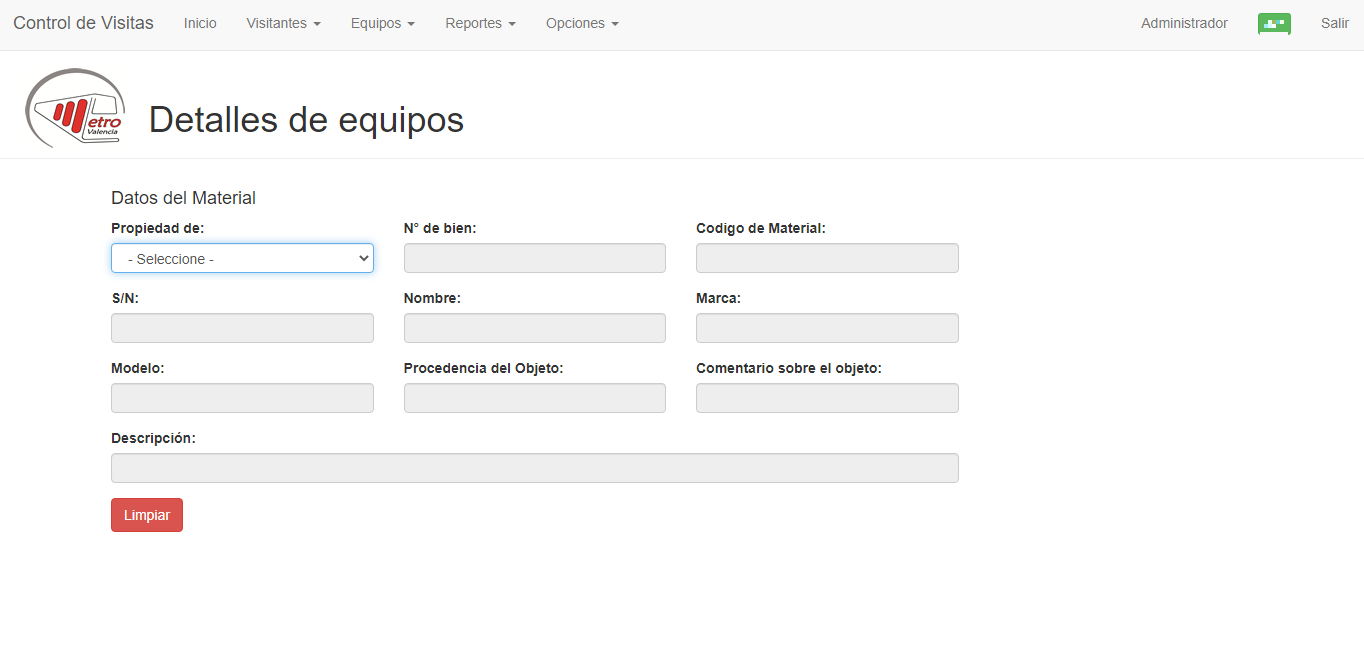 Control de Visitas Inicio Visitantes Equipos Reportes Opciones Administrador Salir
etro
Valencia
Detalles de equipos
Datos del Material
Propiedad de: N° de bien: Codigo de Material:
- Seleccione -
S/N: Nombre: Marca:
Modelo: Procedencia del Objeto: Comentario sobre el objeto:
Descripción:
Limpiar